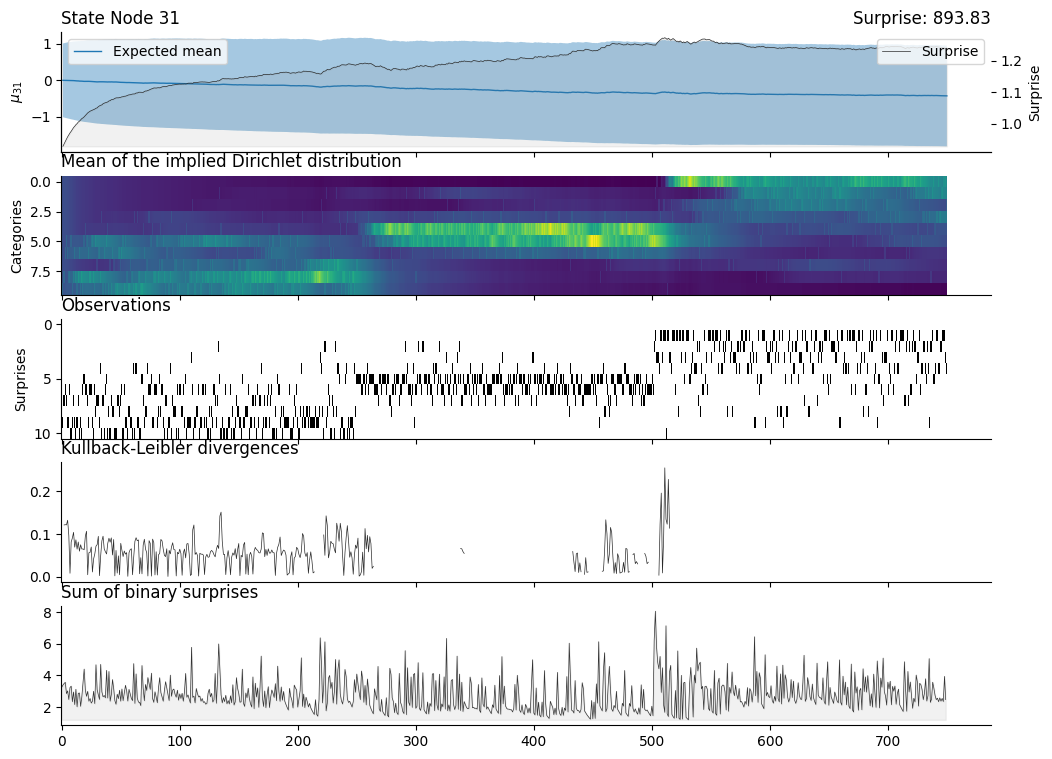 State Node 31 Surprise: 893.83
Expected mean
Surprise
1
0
−1
μ31
1.2
1.1
1.0
Surprise
Mean of the implied Dirichlet distribution
0.0
2.5
5.0
7.5
Categories
Observations
0
5
10
Surprises
Kullback-Leibler divergences
0.2
0.1
0.0
Sum of binary surprises
8
6
4
2
0 100 200 300 400 500 600 700